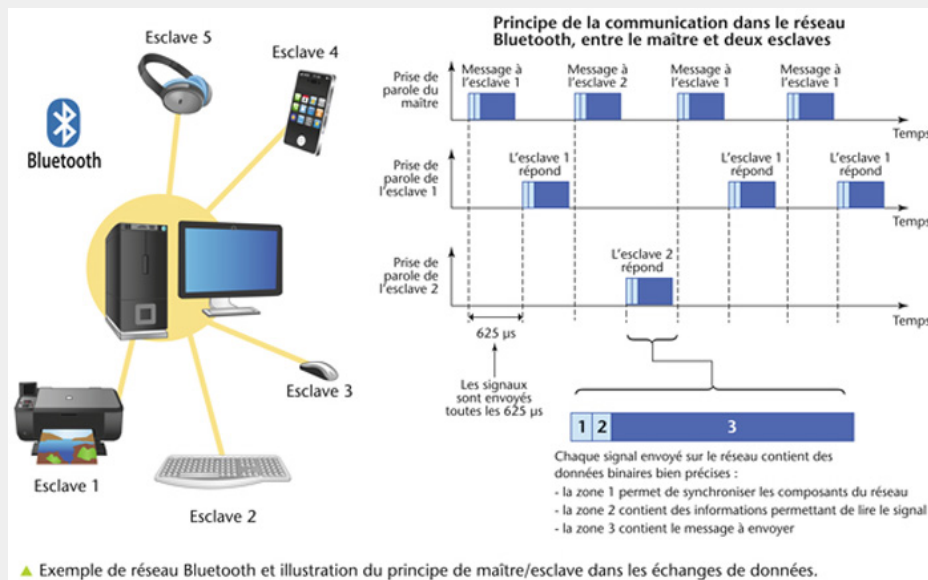 Esclave 5
Esclave 4
Bluetooth
Esclave 3
Esclave 1
Esclave 2
Principe de la communication dans le réseau
Bluetooth, entre le maître et deux esclaves
Prise de
parole du
maître
Message à
l'esclave 1
Message à
l'esclave 2
Message à
l'esclave 1
Message à
l'esclave 1
Temps
Prise de
parole de
l'esclave 1
L'esclave 1
répond
L'esclave 1
répond
L'esclave 1
répond
Temps
Prise de
parole de
l'esclave 2
L'esclave 2
répond
Temps
625 µs
Les signaux
sont envoyés
toutes les 625 µs
1 2 3
Chaque signal envoyé sur le réseau contient des
données binaires bien précises :
- la zone 1 permet de synchroniser les composants du réseau
- la zone 2 contient des informations permettant de lire le signal
- la zone 3 contient le message à envoyer
Exemple de réseau Bluetooth et illustration du principe de maître/esclave dans les échanges de données.